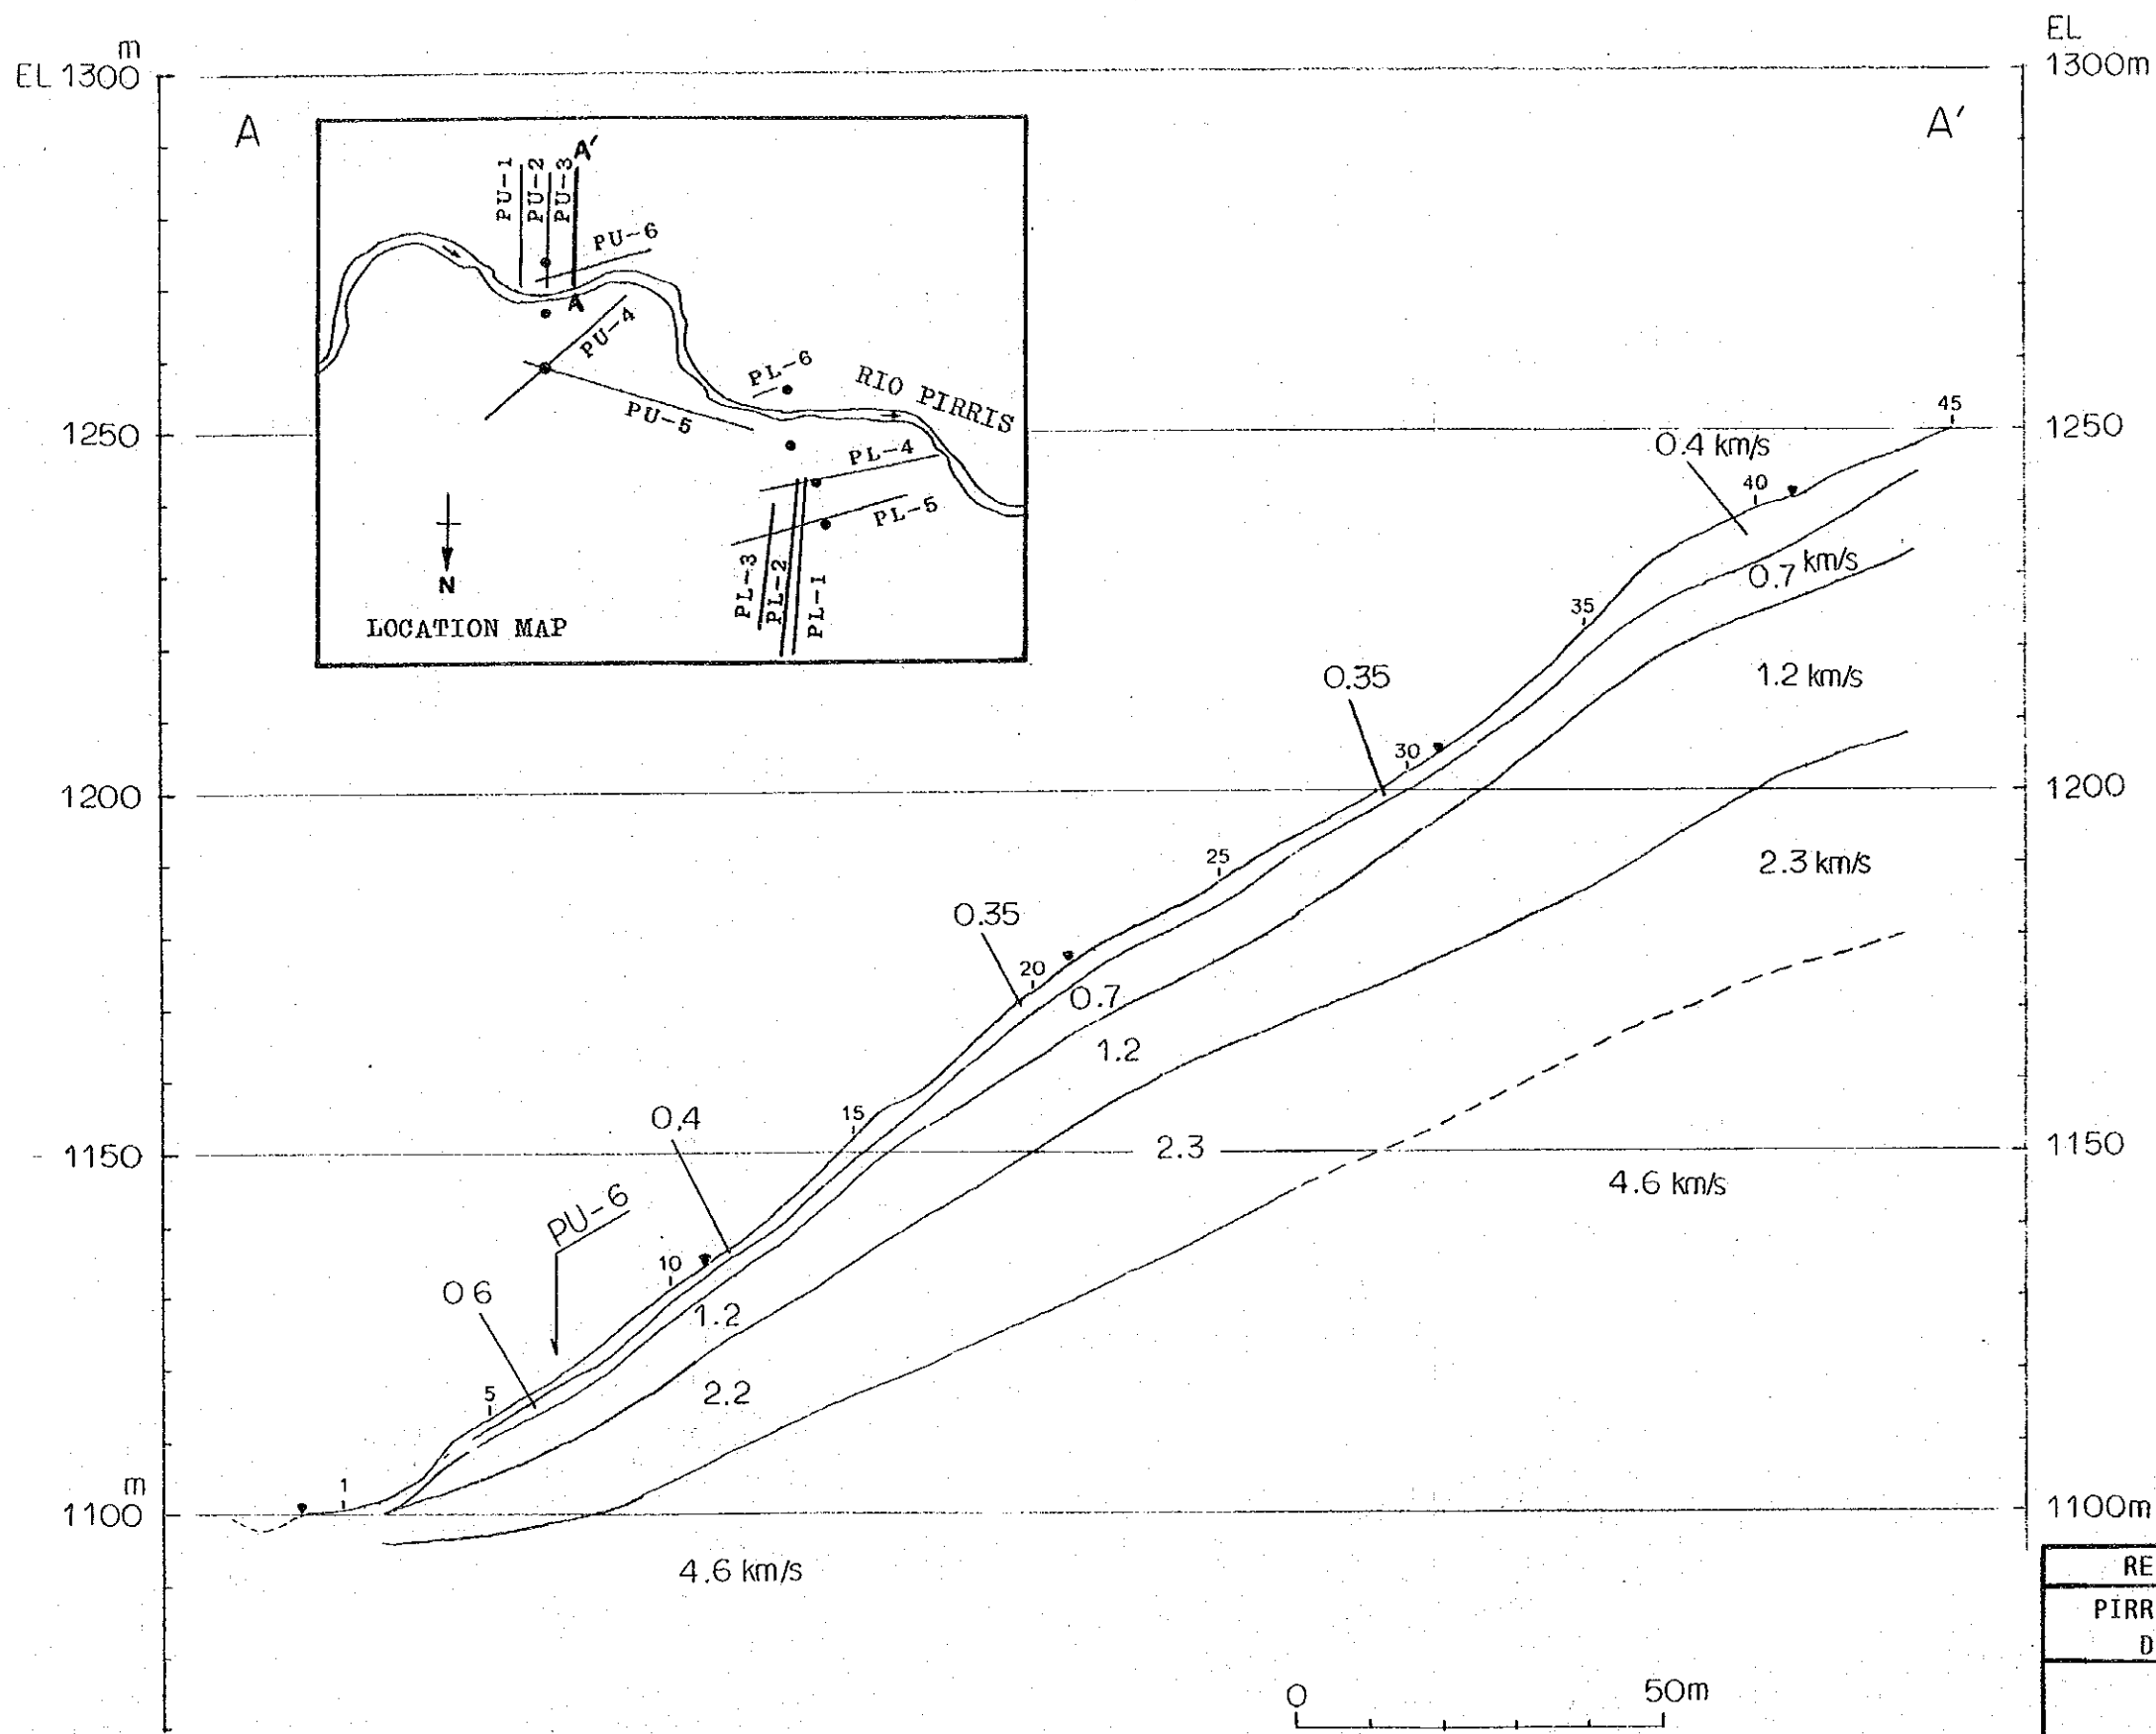 m
EL 1300
EL
1300m
A
A'
A'
PU-1
PU-2
PU-3
PU-6
A
PU-4
PU-5
PL-6
RIO PIRRIS
PL-4
PL-5
PL-3
PL-2
PL-1
N
LOCATION MAP
1250
1250
45
0.4 km/s
40
0.7 km/s
35
1.2 km/s
0.35
30
1200
1200
2.3 km/s
25
0.35
20
0.7
1.2
15
0.4
1150
2.3
1150
4.6 km/s
PU-6
10
0 6
1.2
5
2.2
m
1
1100
1100m
4.6 km/s
RE
PIRR
D
0
50m